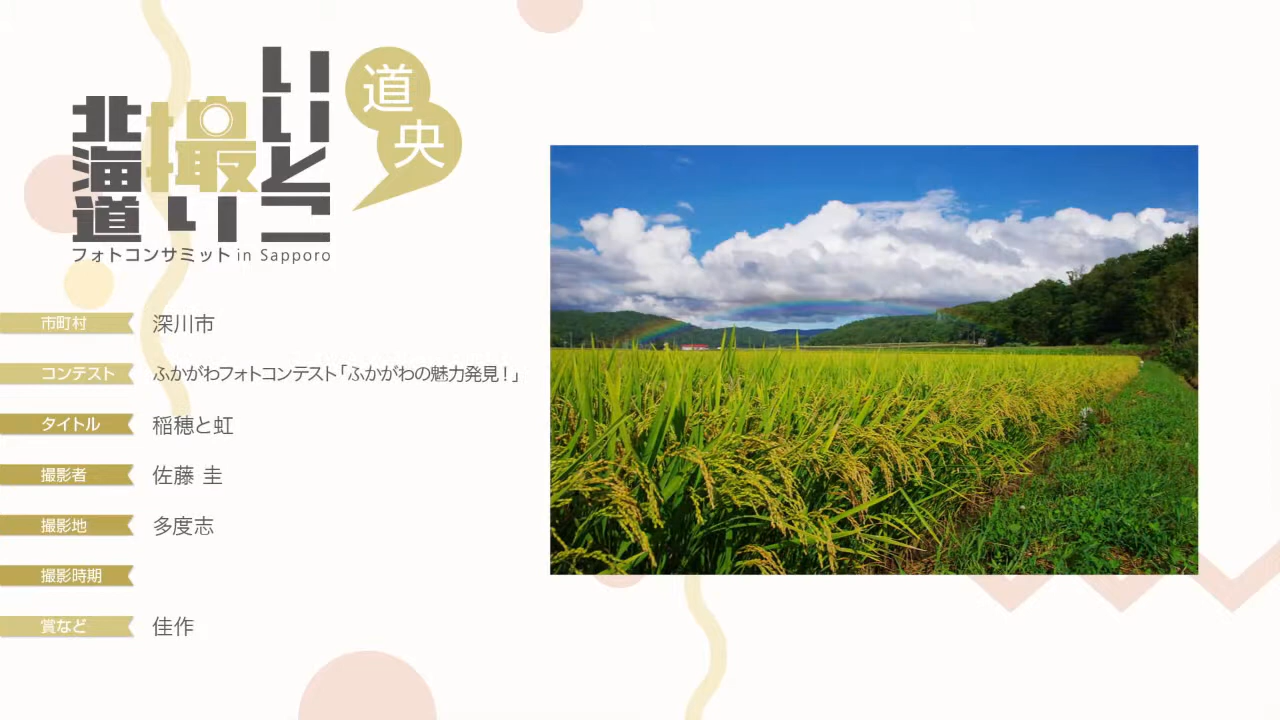 北海道
撮り
いいとこ
道央
フォトコンサミット in Sapporo
市町村 深川市
コンテスト ふかがわフォトコンテスト「ふかがわの魅力発見！」
タイトル 稲穂と虹
撮影者 佐藤 圭
撮影地 多度志
撮影時期
賞など 佳作